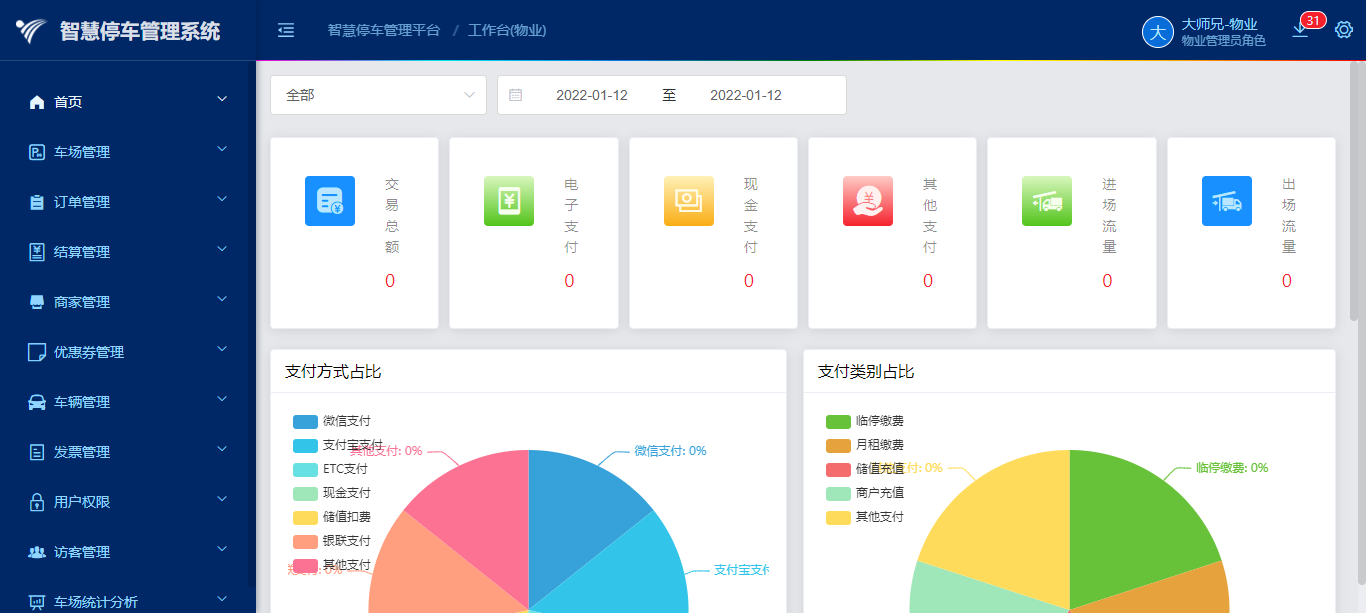 智慧停车管理系统
智慧停车管理平台 / 工作台(物业)
大
大师兄-物业
物业管理员角色
31
首页
车场管理
订单管理
结算管理
商家管理
优惠券管理
车辆管理
发票管理
用户权限
访客管理
车场统计分析
全部
2022-01-12 至 2022-01-12
交易总额
0
电子支付
0
现金支付
0
其他支付
0
进场流量
0
出场流量
0
支付方式占比
微信支付
支付宝支付
ETC支付
现金支付
储值扣费
银联支付
其他支付
其他支付: 0%
微信支付: 0%
支付宝支付
支付类别占比
临停缴费
月租缴费
储值充值
商户充值
其他支付
支付: 0%
临停缴费: 0%